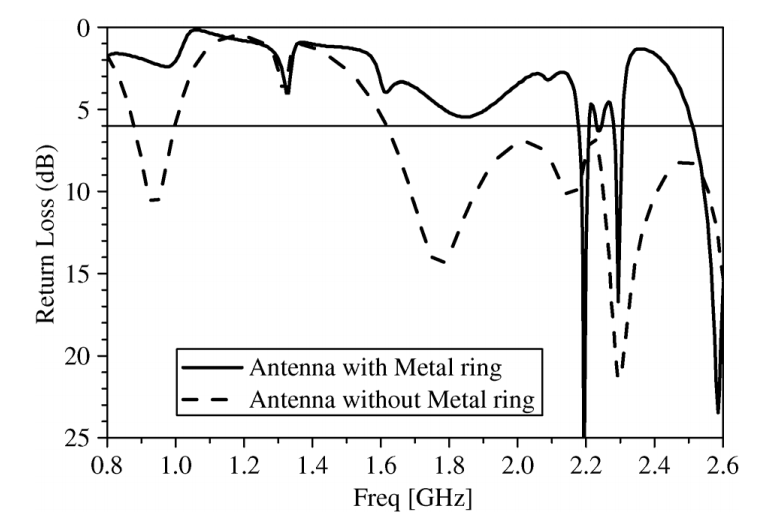 0
5
10
15
20
25
Return Loss (dB)
Antenna with Metal ring
Antenna without Metal ring
0.8 1.0 1.2 1.4 1.6 1.8 2.0 2.2 2.4 2.6
Freq [GHz]